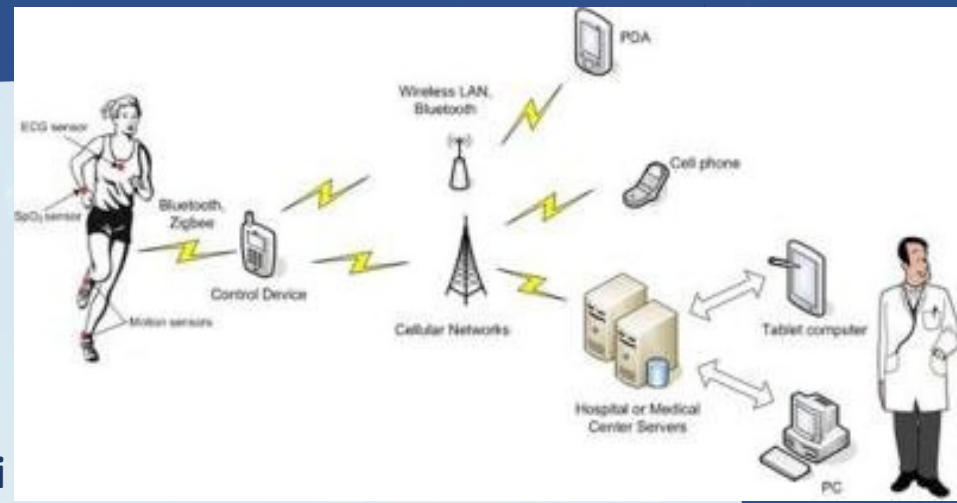 PDA
Wireless LAN,
Bluetooth
ECG sensor
Cell phone
SpO₂ sensor
Bluetooth,
Zigbee
Control Device
Motion sensors
Cellular Networks
Tablet computer
Hospital or Medical
Center Servers
PC
i